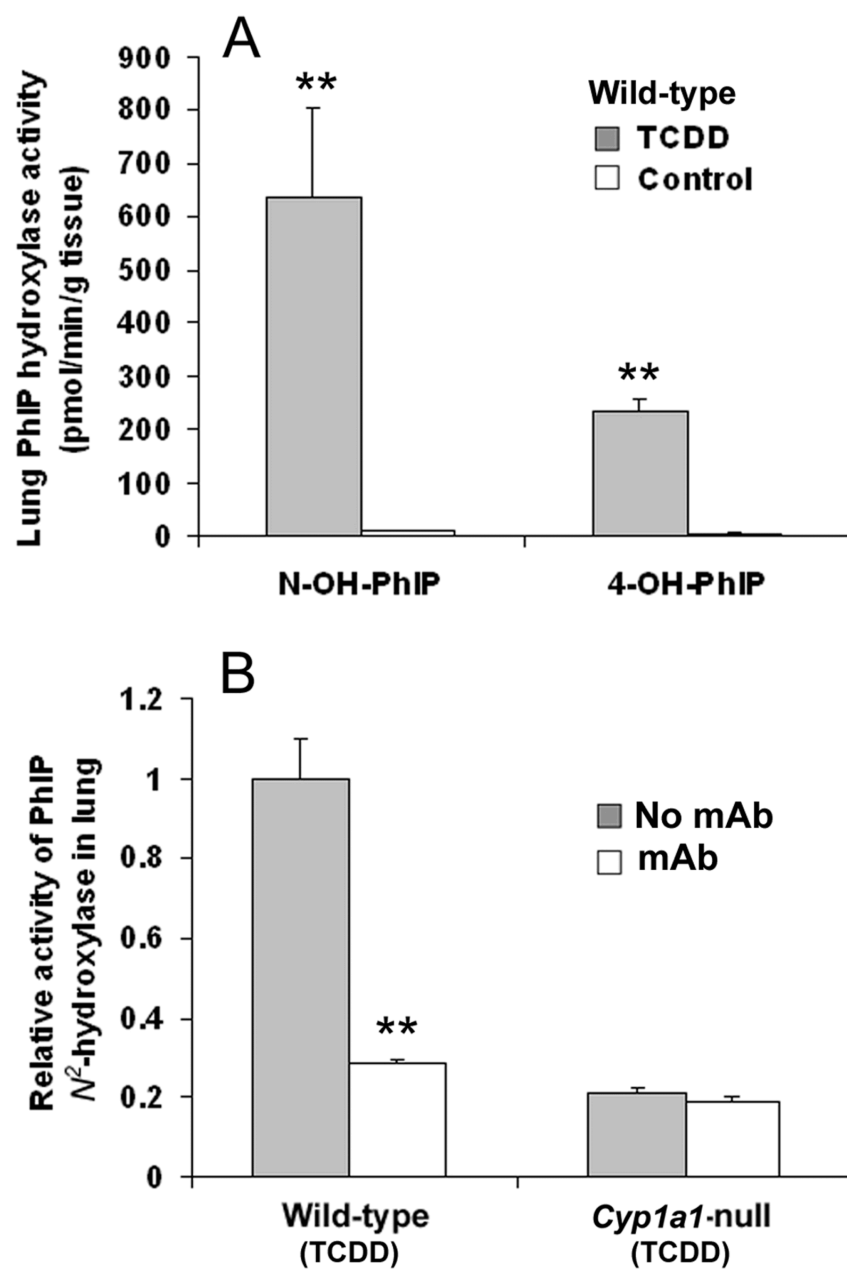 A
Lung PhIP hydroxylase activity
(pmol/min/g tissue)
900
800
700
600
500
400
300
200
100
0
**
**
Wild-type
TCDD
Control
N-OH-PhIP
4-OH-PhIP
B
Relative activity of PhIP
N²-hydroxylase in lung
1.2
1
0.8
0.6
0.4
0.2
0
**
No mAb
mAb
Wild-type
(TCDD)
Cyp1a1-null
(TCDD)